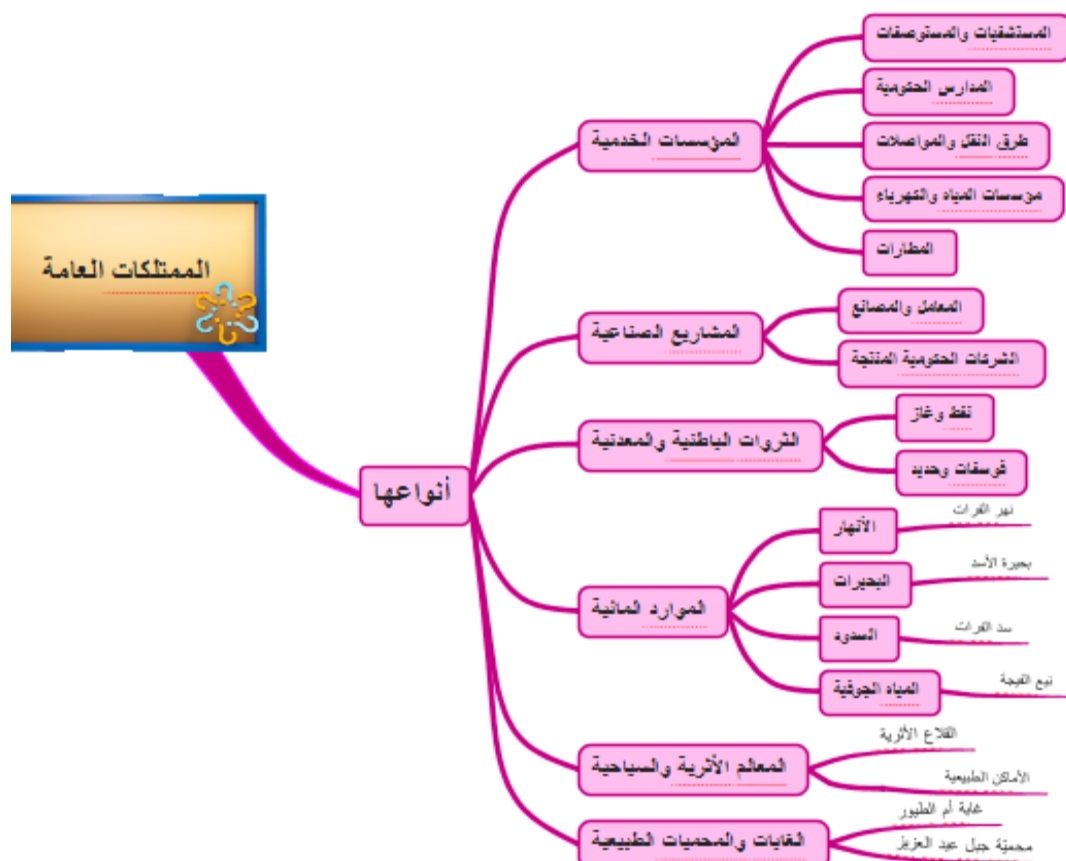 الممتلكات العامة
أنواعها
المؤسسات الخدمية
المستشفيات والمستوصفات
المدارس الحكومية
طرق النقل والمواصلات
مؤسسات المياه والكهرباء
المطارات
المشاريع الصناعية
المعامل والمصانع
الشركات الحكومية المنتجة
الثروات الباطنية والمعدنية
نفط وغاز
فوسفات وحديد
الموارد المائية
الأنهار
نهر الفرات
البحيرات
بحيرة الأسد
السدود
سد الفرات
المياه الجوفية
نبع الفيجة
المعالم الأثرية والسياحية
القلاع الأثرية
الأماكن الطبيعية
الغابات والمحميات الطبيعية
غابة أم الطيور
محميّة جبل عبد العزيز